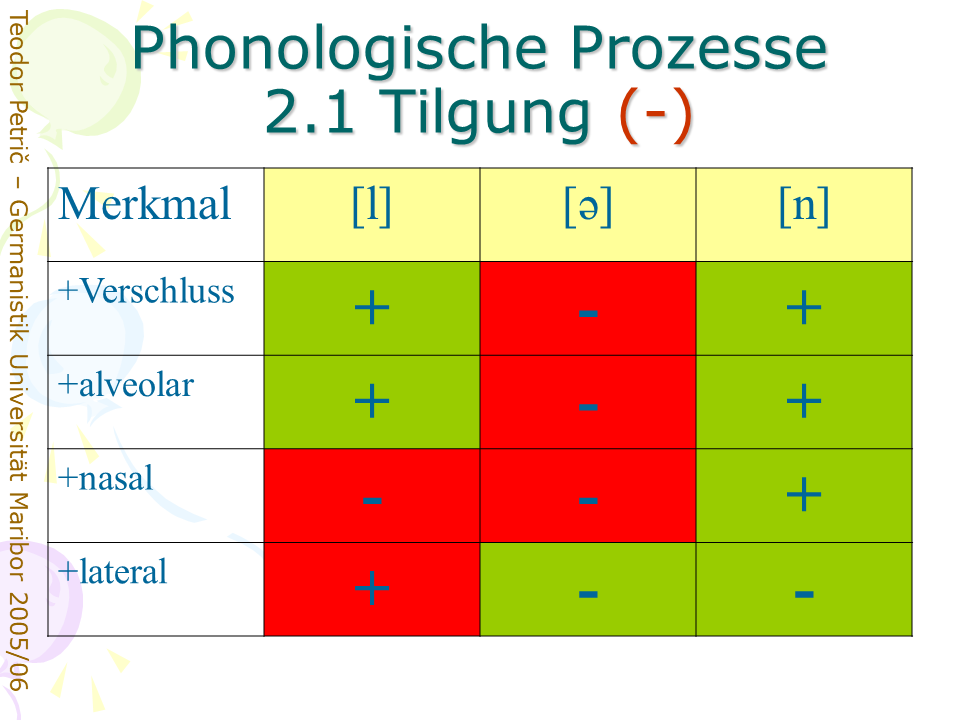 Phonologische Prozesse
2.1 Tilgung (-)
Merkmal [l] [ə] [n]
+Verschluss + - +
+alveolar + - +
+nasal - - +
+lateral + - -
Teodor Petrič – Germanistik Universität Maribor 2005/06